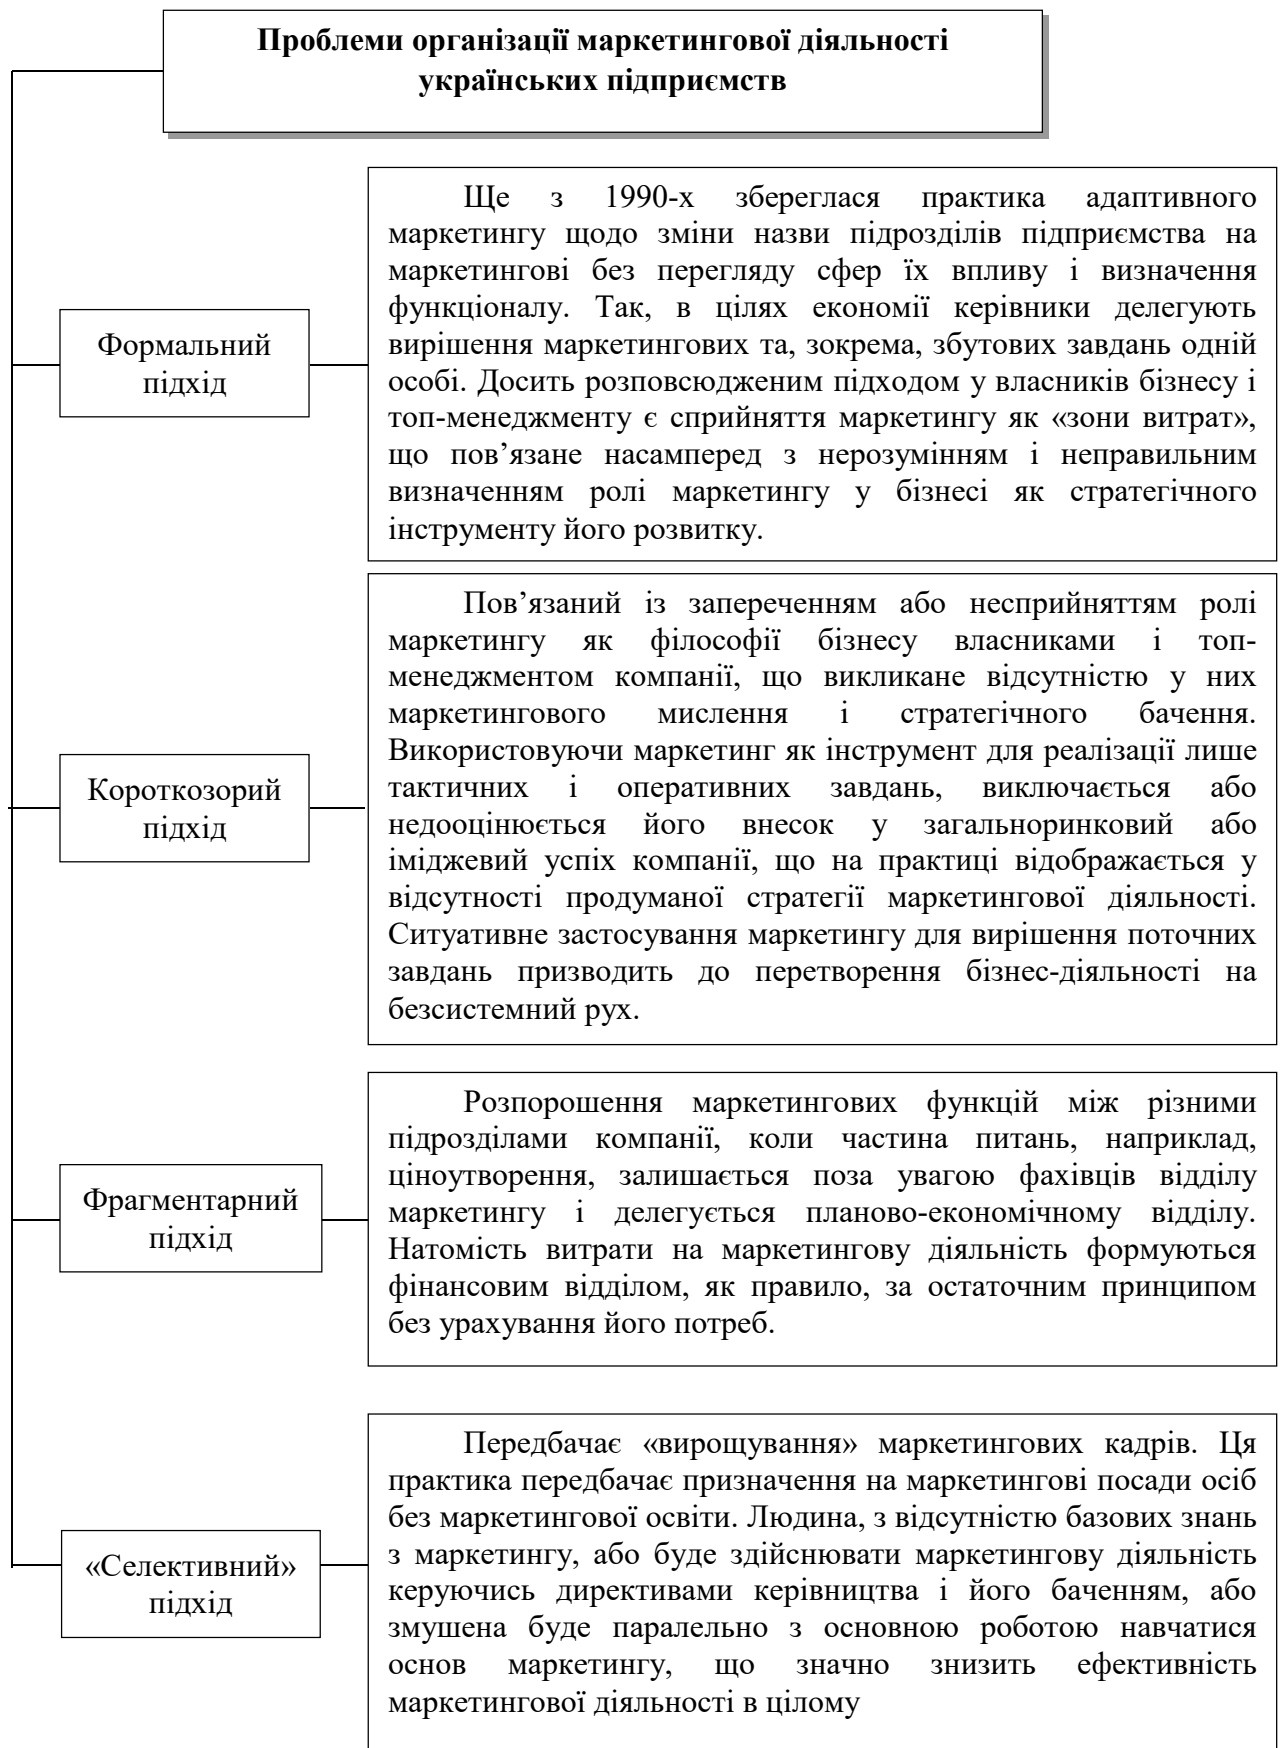 Проблеми організації маркетингової діяльності
українських підприємств
Формальний
підхід
Ще з 1990-х збереглася практика адаптивного
маркетингу щодо зміни назви підрозділів підприємства на
маркетингові без перегляду сфер їх впливу і визначення
функціоналу. Так, в цілях економії керівники делегують
вирішення маркетингових та, зокрема, збутових завдань одній
особі. Досить розповсюдженим підходом у власників бізнесу і
топ-менеджменту є сприйняття маркетингу як «зони витрат»,
що пов’язане насамперед з нерозумінням і неправильним
визначенням ролі маркетингу у бізнесі як стратегічного
інструменту його розвитку.
Короткозорий
підхід
Пов’язаний із запереченням або несприйняттям ролі
маркетингу як філософії бізнесу власниками і топ-
менеджментом компанії, що викликане відсутністю у них
маркетингового мислення і стратегічного бачення.
Використовуючи маркетинг як інструмент для реалізації лише
тактичних і оперативних завдань, виключається або
недооцінюється його внесок у загальноринковий або
іміджевий успіх компанії, що на практиці відображається у
відсутності продуманої стратегії маркетингової діяльності.
Ситуативне застосування маркетингу для вирішення поточних
завдань призводить до перетворення бізнес-діяльності на
безсистемний рух.
Фрагментарний
підхід
Розпорошення маркетингових функцій між різними
підрозділами компанії, коли частина питань, наприклад,
ціноутворення, залишається поза увагою фахівців відділу
маркетингу і делегується планово-економічному відділу.
Натомість витрати на маркетингову діяльність формуються
фінансовим відділом, як правило, за остаточним принципом
без урахування його потреб.
«Селективний»
підхід
Передбачає «вирощування» маркетингових кадрів. Ця
практика передбачає призначення на маркетингові посади осіб
без маркетингової освіти. Людина, з відсутністю базових знань
з маркетингу, або буде здійснювати маркетингову діяльність
керуючись директивами керівництва і його баченням, або
змушена буде паралельно з основною роботою навчатися
основ маркетингу, що значно знизить ефективність
маркетингової діяльності в цілому